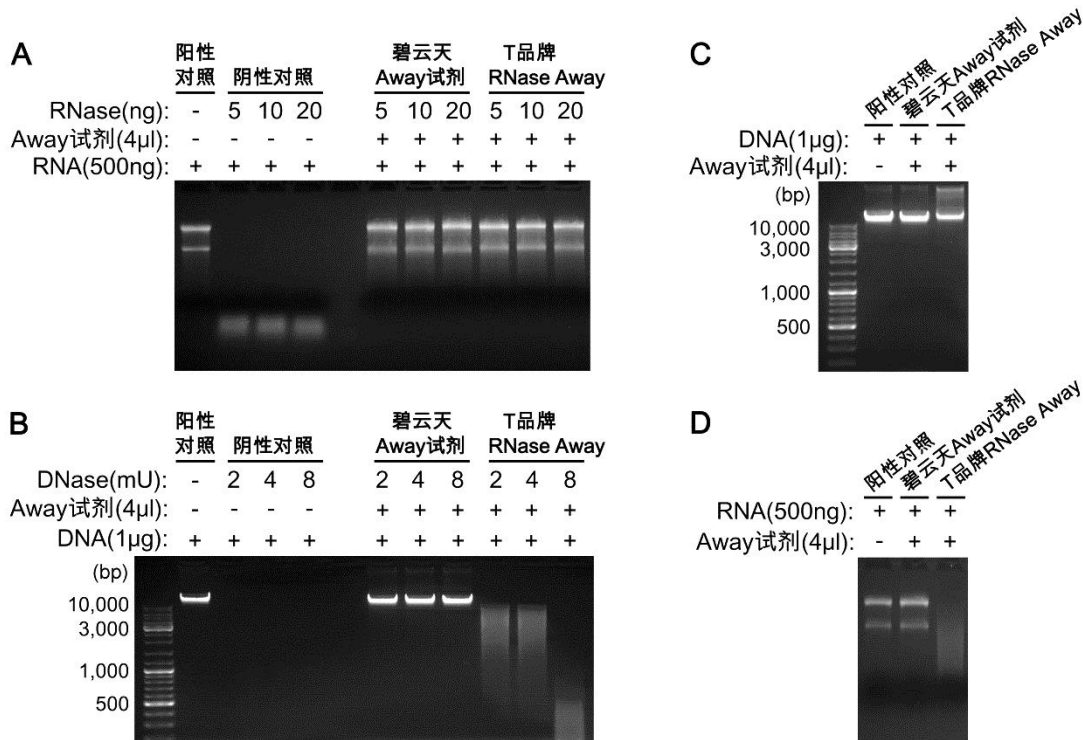 A
阳性
对照
阴性对照
碧云天
Away试剂
T品牌
RNase Away
RNase(ng): - 5 10 20 5 10 20 5 10 20
Away试剂(4μl): - - - - + + + + + +
RNA(500ng): + + + + + + + + + +
B
阳性
对照
阴性对照
碧云天
Away试剂
T品牌
RNase Away
DNase(mU): - 2 4 8 2 4 8 2 4 8
Away试剂(4μl): - - - - + + + + + +
DNA(1μg): + + + + + + + + + +
(bp)
10,000
3,000
1,000
500
C
阳性对照
碧云天Away试剂
T品牌RNase Away
DNA(1μg): + + +
Away试剂(4μl): - + +
(bp)
10,000
3,000
1,000
500
D
阳性对照
碧云天Away试剂
T品牌RNase Away
RNA(500ng): + + +
Away试剂(4μl): - + +